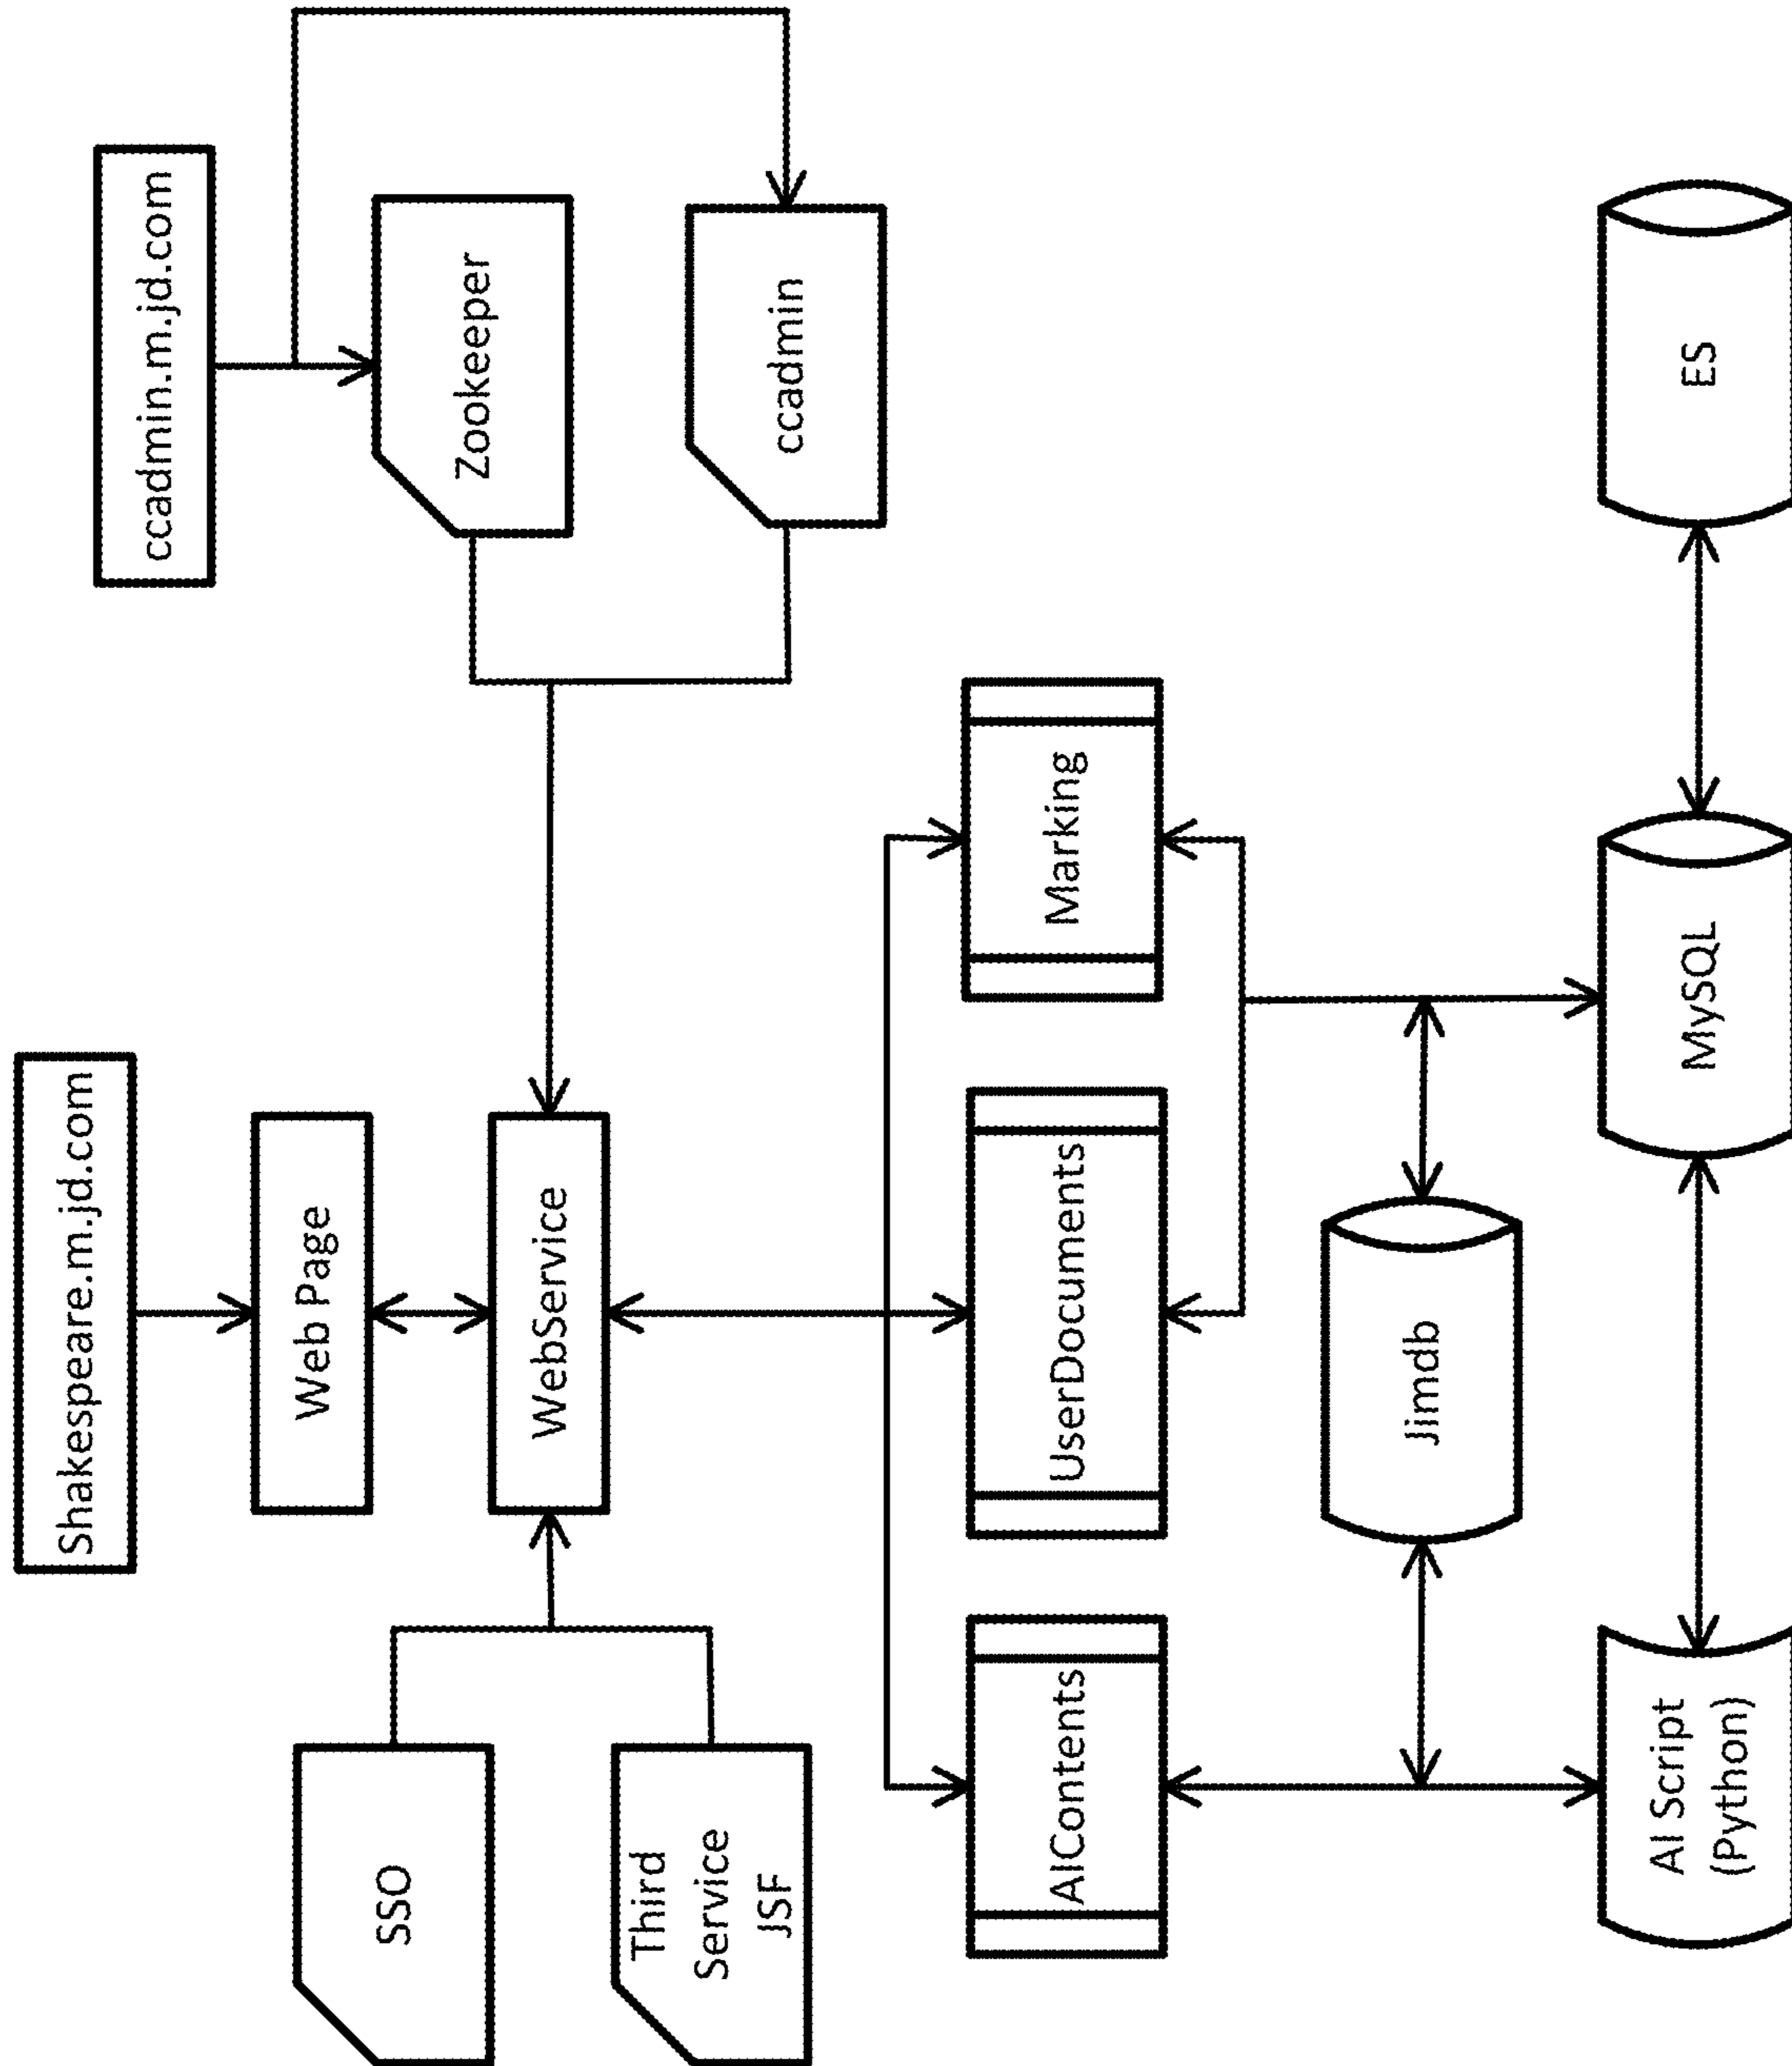 Shakespeare.m.jd.com
ccadmin.m.jd.com
SSO
Web Page
Zookeeper
Third
Service
JSF
WebService
ccadmin
AIContents
UserDocuments
Marking
Jimdb
AI Script
(Python)
MySQL
ES